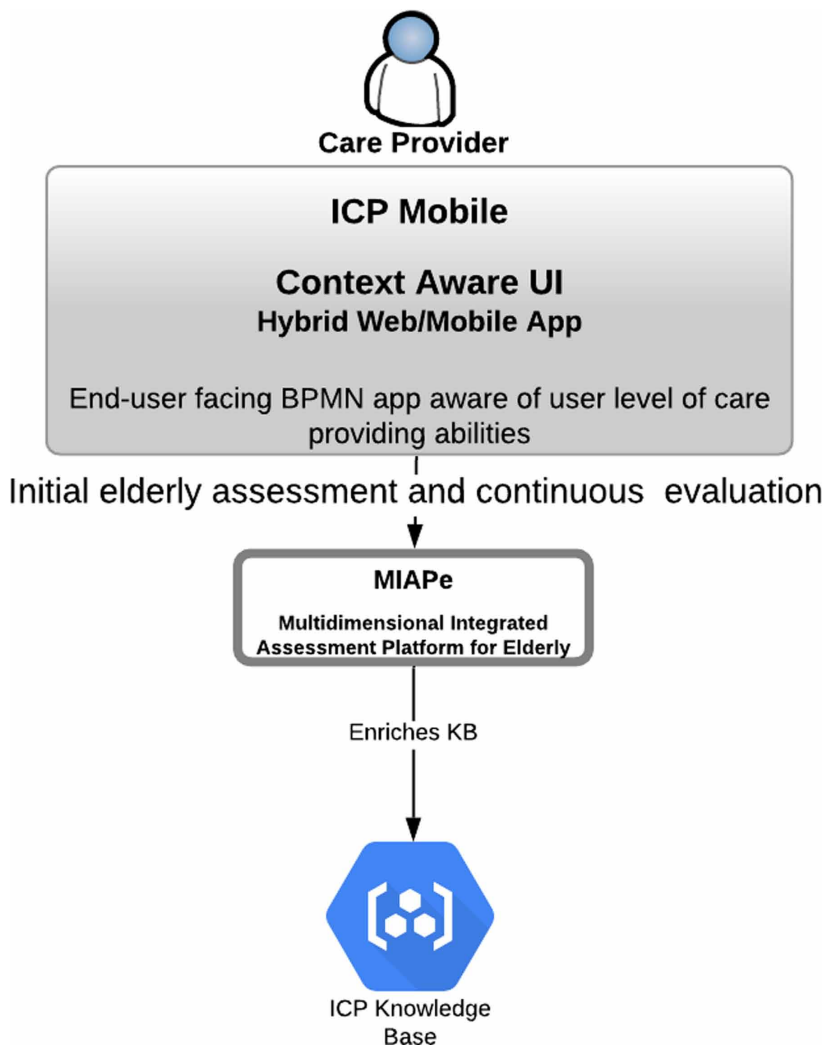 Care Provider
ICP Mobile
Context Aware UI
Hybrid Web/Mobile App
End-user facing BPMN app aware of user level of care
providing abilities
Initial elderly assessment and continuous  evaluation
MIAPe
Multidimensional Integrated
Assessment Platform for Elderly
Enriches KB
ICP Knowledge
Base